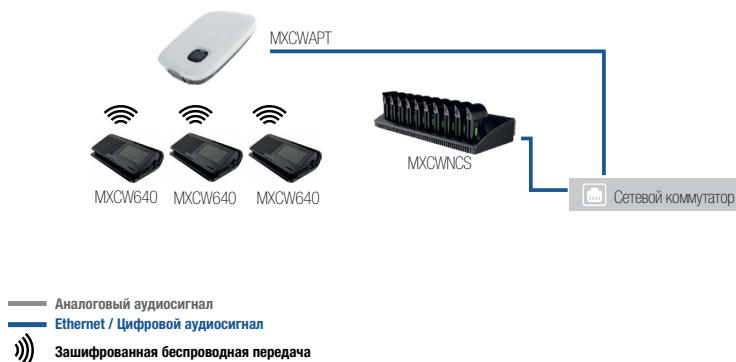 MXCWAPT
MXCWNCS
MXCW640 MXCW640 MXCW640
Сетевой коммутатор
Аналоговый аудиосигнал
Ethernet / Цифровой аудиосигнал
Зашифрованная беспроводная передача